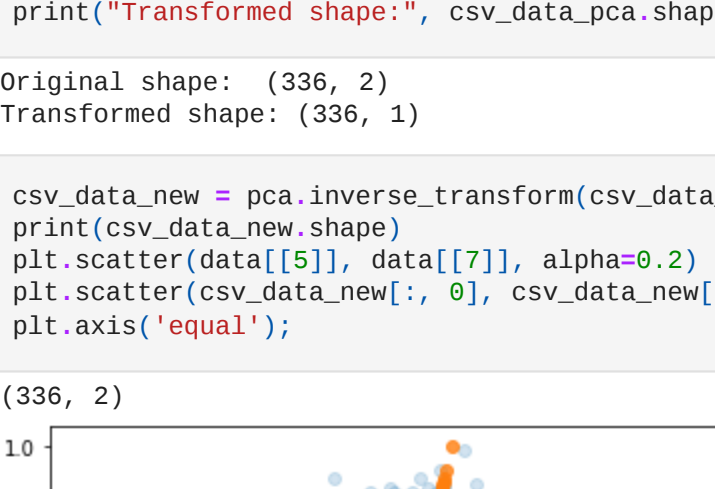 print("Transformed shape:", csv_data_pca.shap
Original shape:  (336, 2)
Transformed shape: (336, 1)
csv_data_new = pca.inverse_transform(csv_data_
print(csv_data_new.shape)
plt.scatter(data[[5]], data[[7]], alpha=0.2)
plt.scatter(csv_data_new[:, 0], csv_data_new[
plt.axis('equal');
(336, 2)
1.0